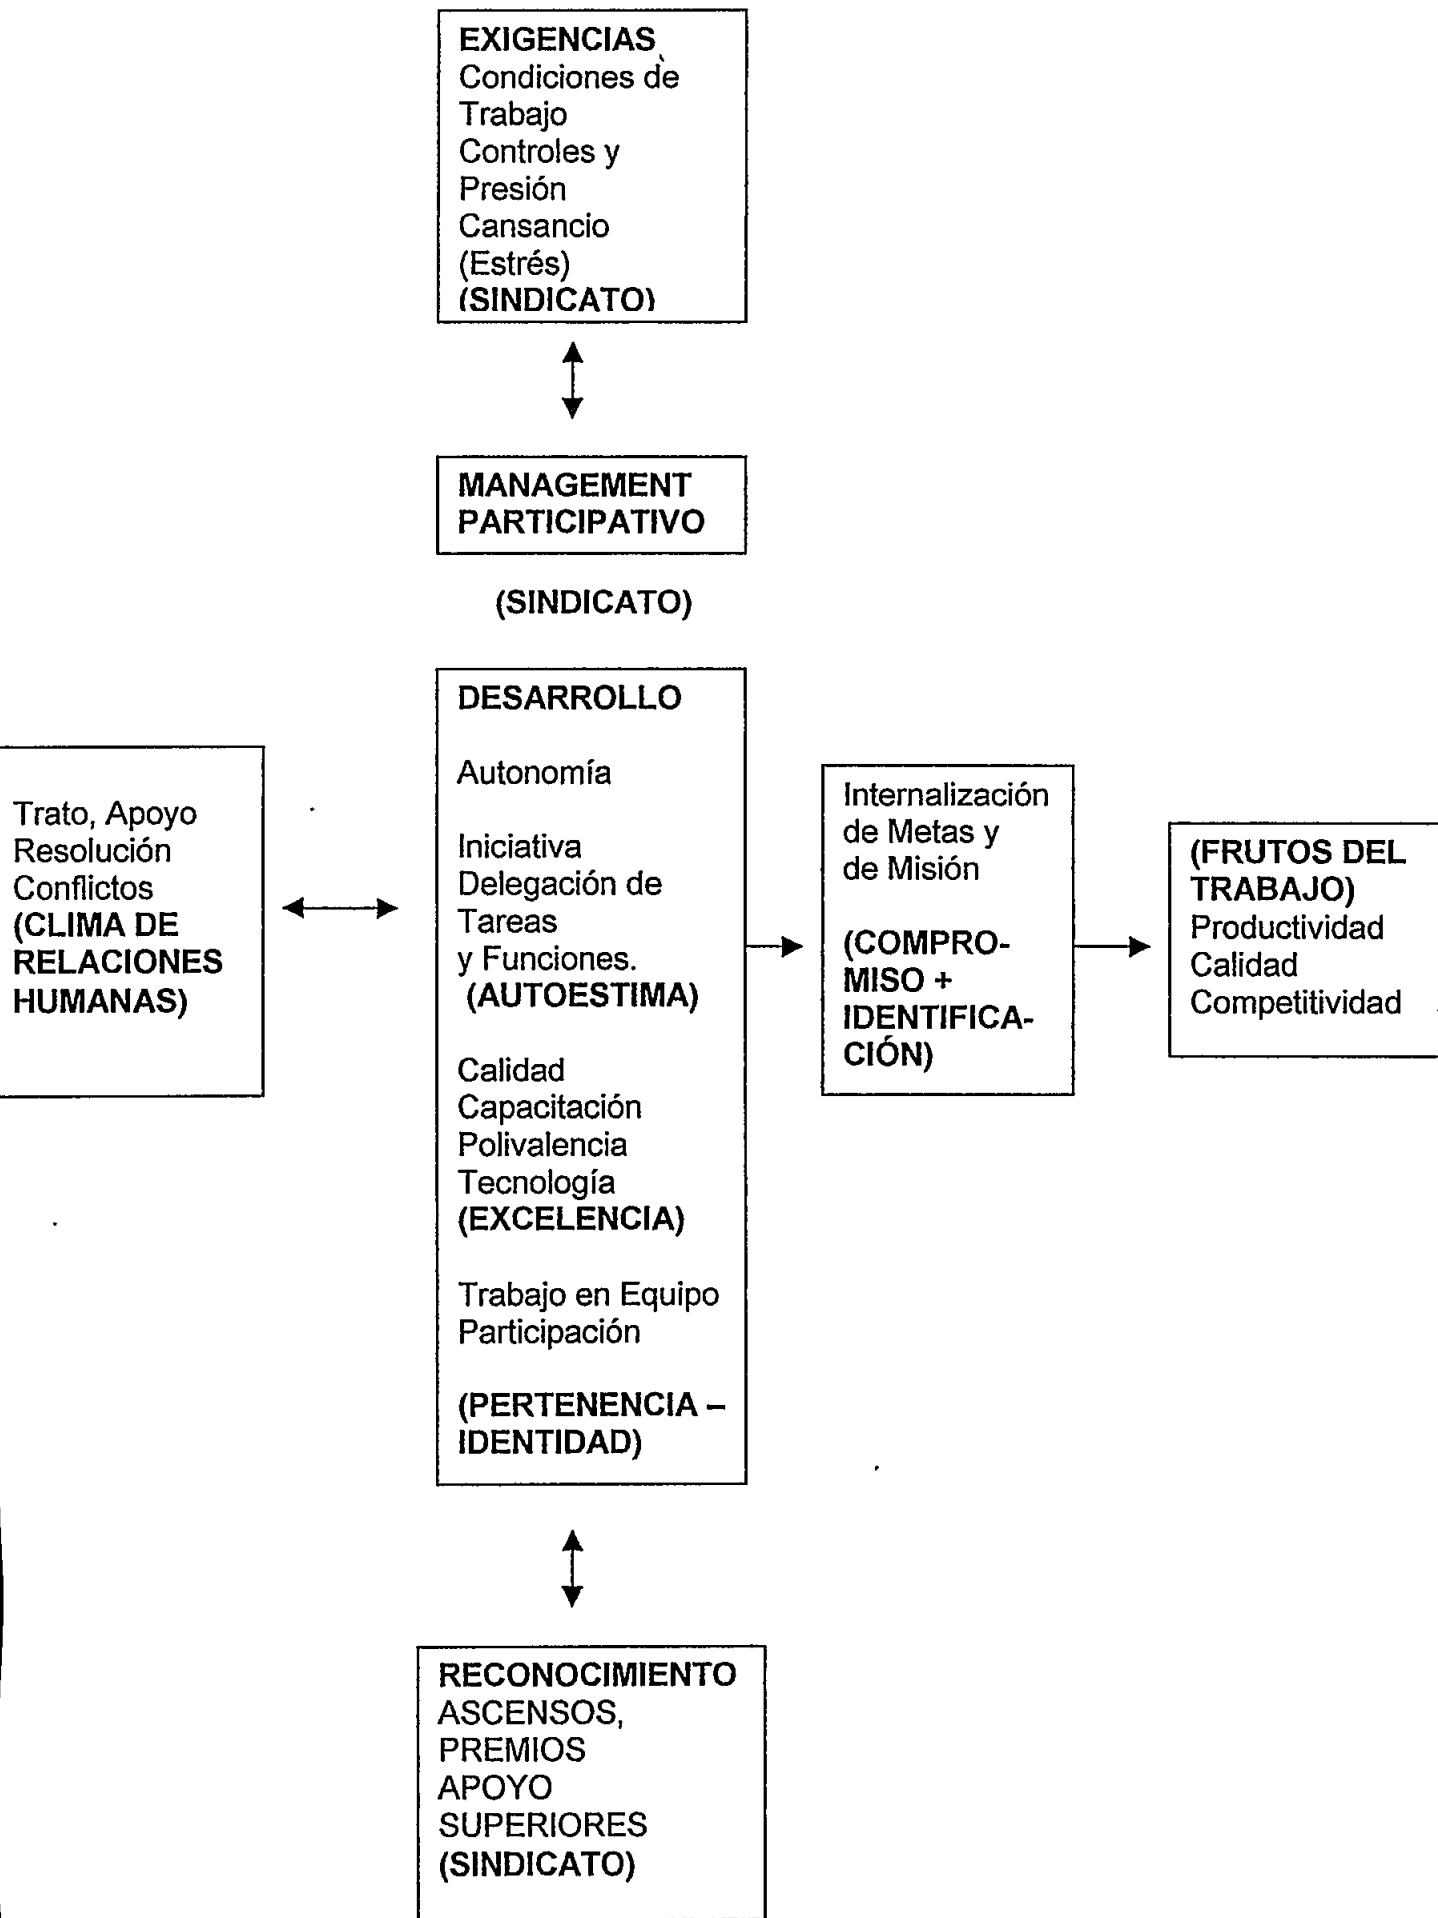 EXIGENCIAS
Condiciones de
Trabajo
Controles y
Presión
Cansancio
(Estrés)
(SINDICATO)
MANAGEMENT
PARTICIPATIVO
(SINDICATO)
Trato, Apoyo
Resolución
Conflictos
(CLIMA DE
RELACIONES
HUMANAS)
DESARROLLO
Autonomía
Iniciativa
Delegación de
Tareas
y Funciones.
(AUTOESTIMA)
Calidad
Capacitación
Polivalencia
Tecnología
(EXCELENCIA)
Trabajo en Equipo
Participación
(PERTENENCIA –
IDENTIDAD)
Internalización
de Metas y
de Misión
(COMPRO-
MISO +
IDENTIFICA-
CIÓN)
(FRUTOS DEL
TRABAJO)
Productividad
Calidad
Competitividad
RECONOCIMIENTO
ASCENSOS,
PREMIOS
APOYO
SUPERIORES
(SINDICATO)